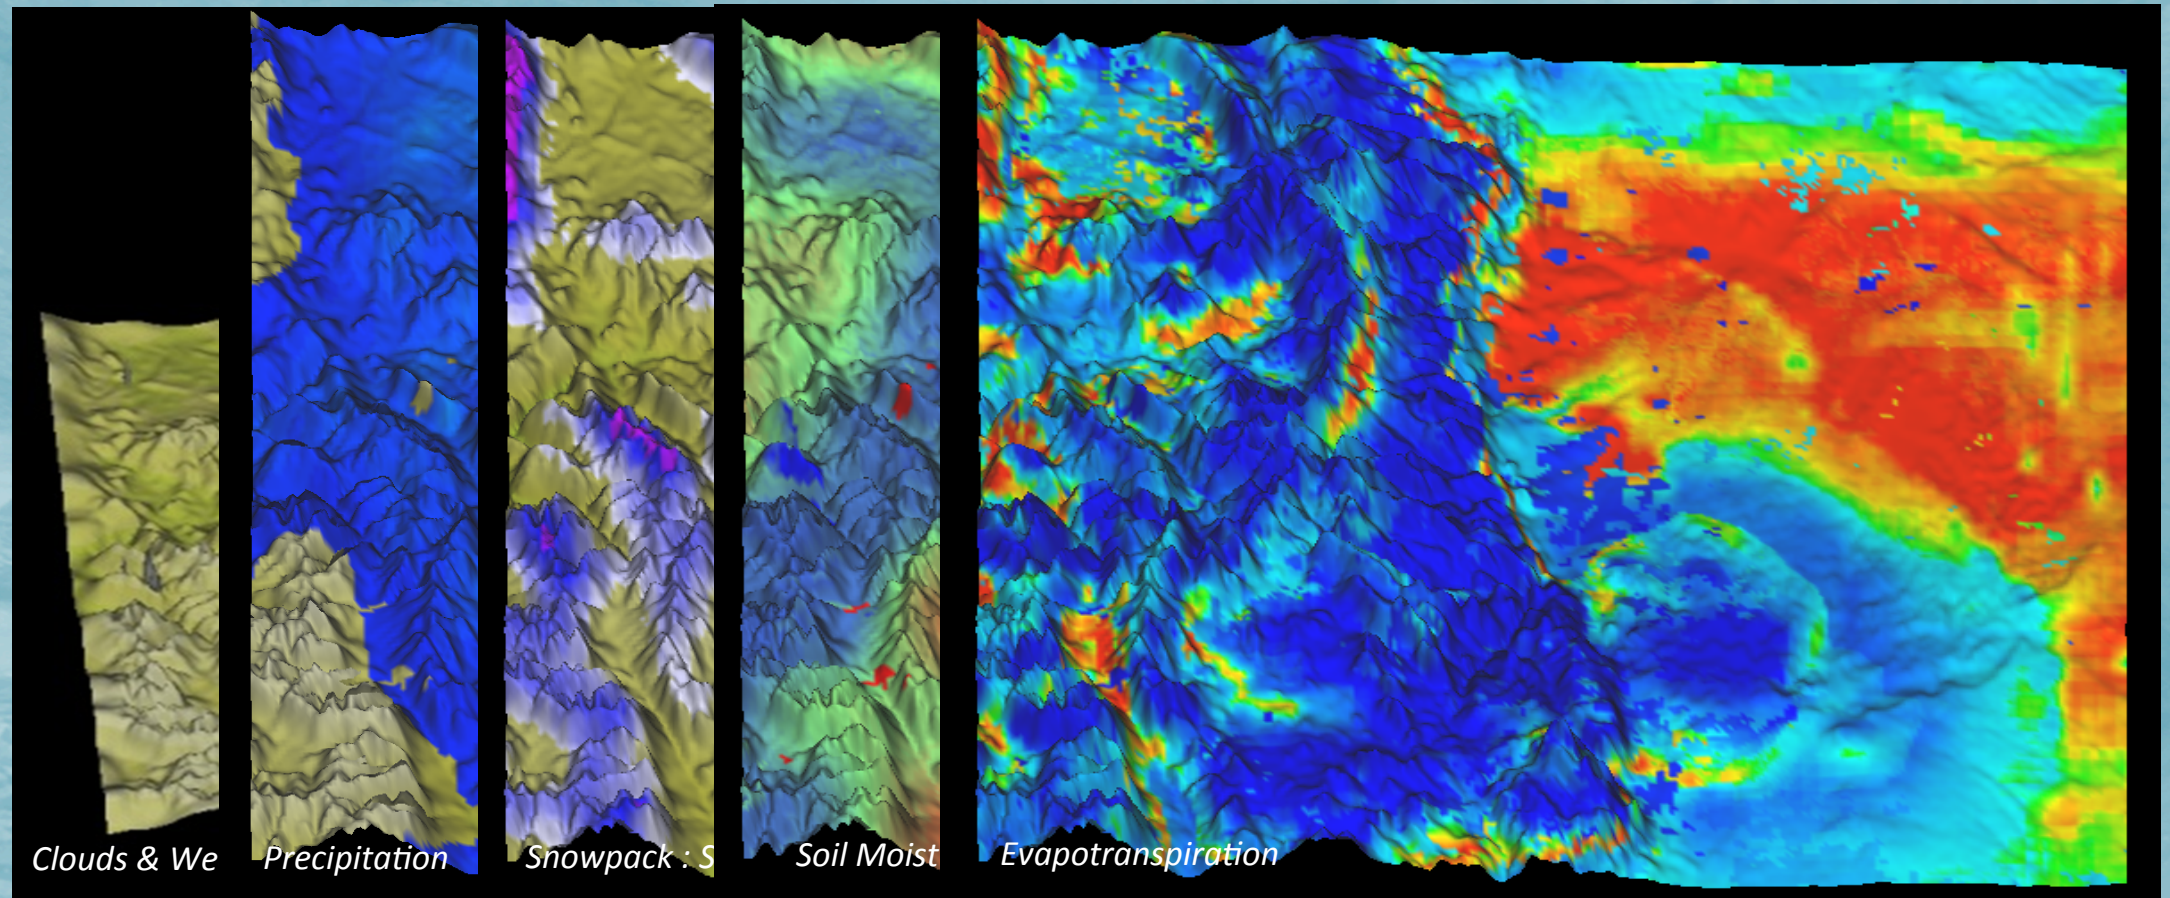 Clouds & We
Precipitation
Snowpack : S
Soil Moist
Evapotranspiration